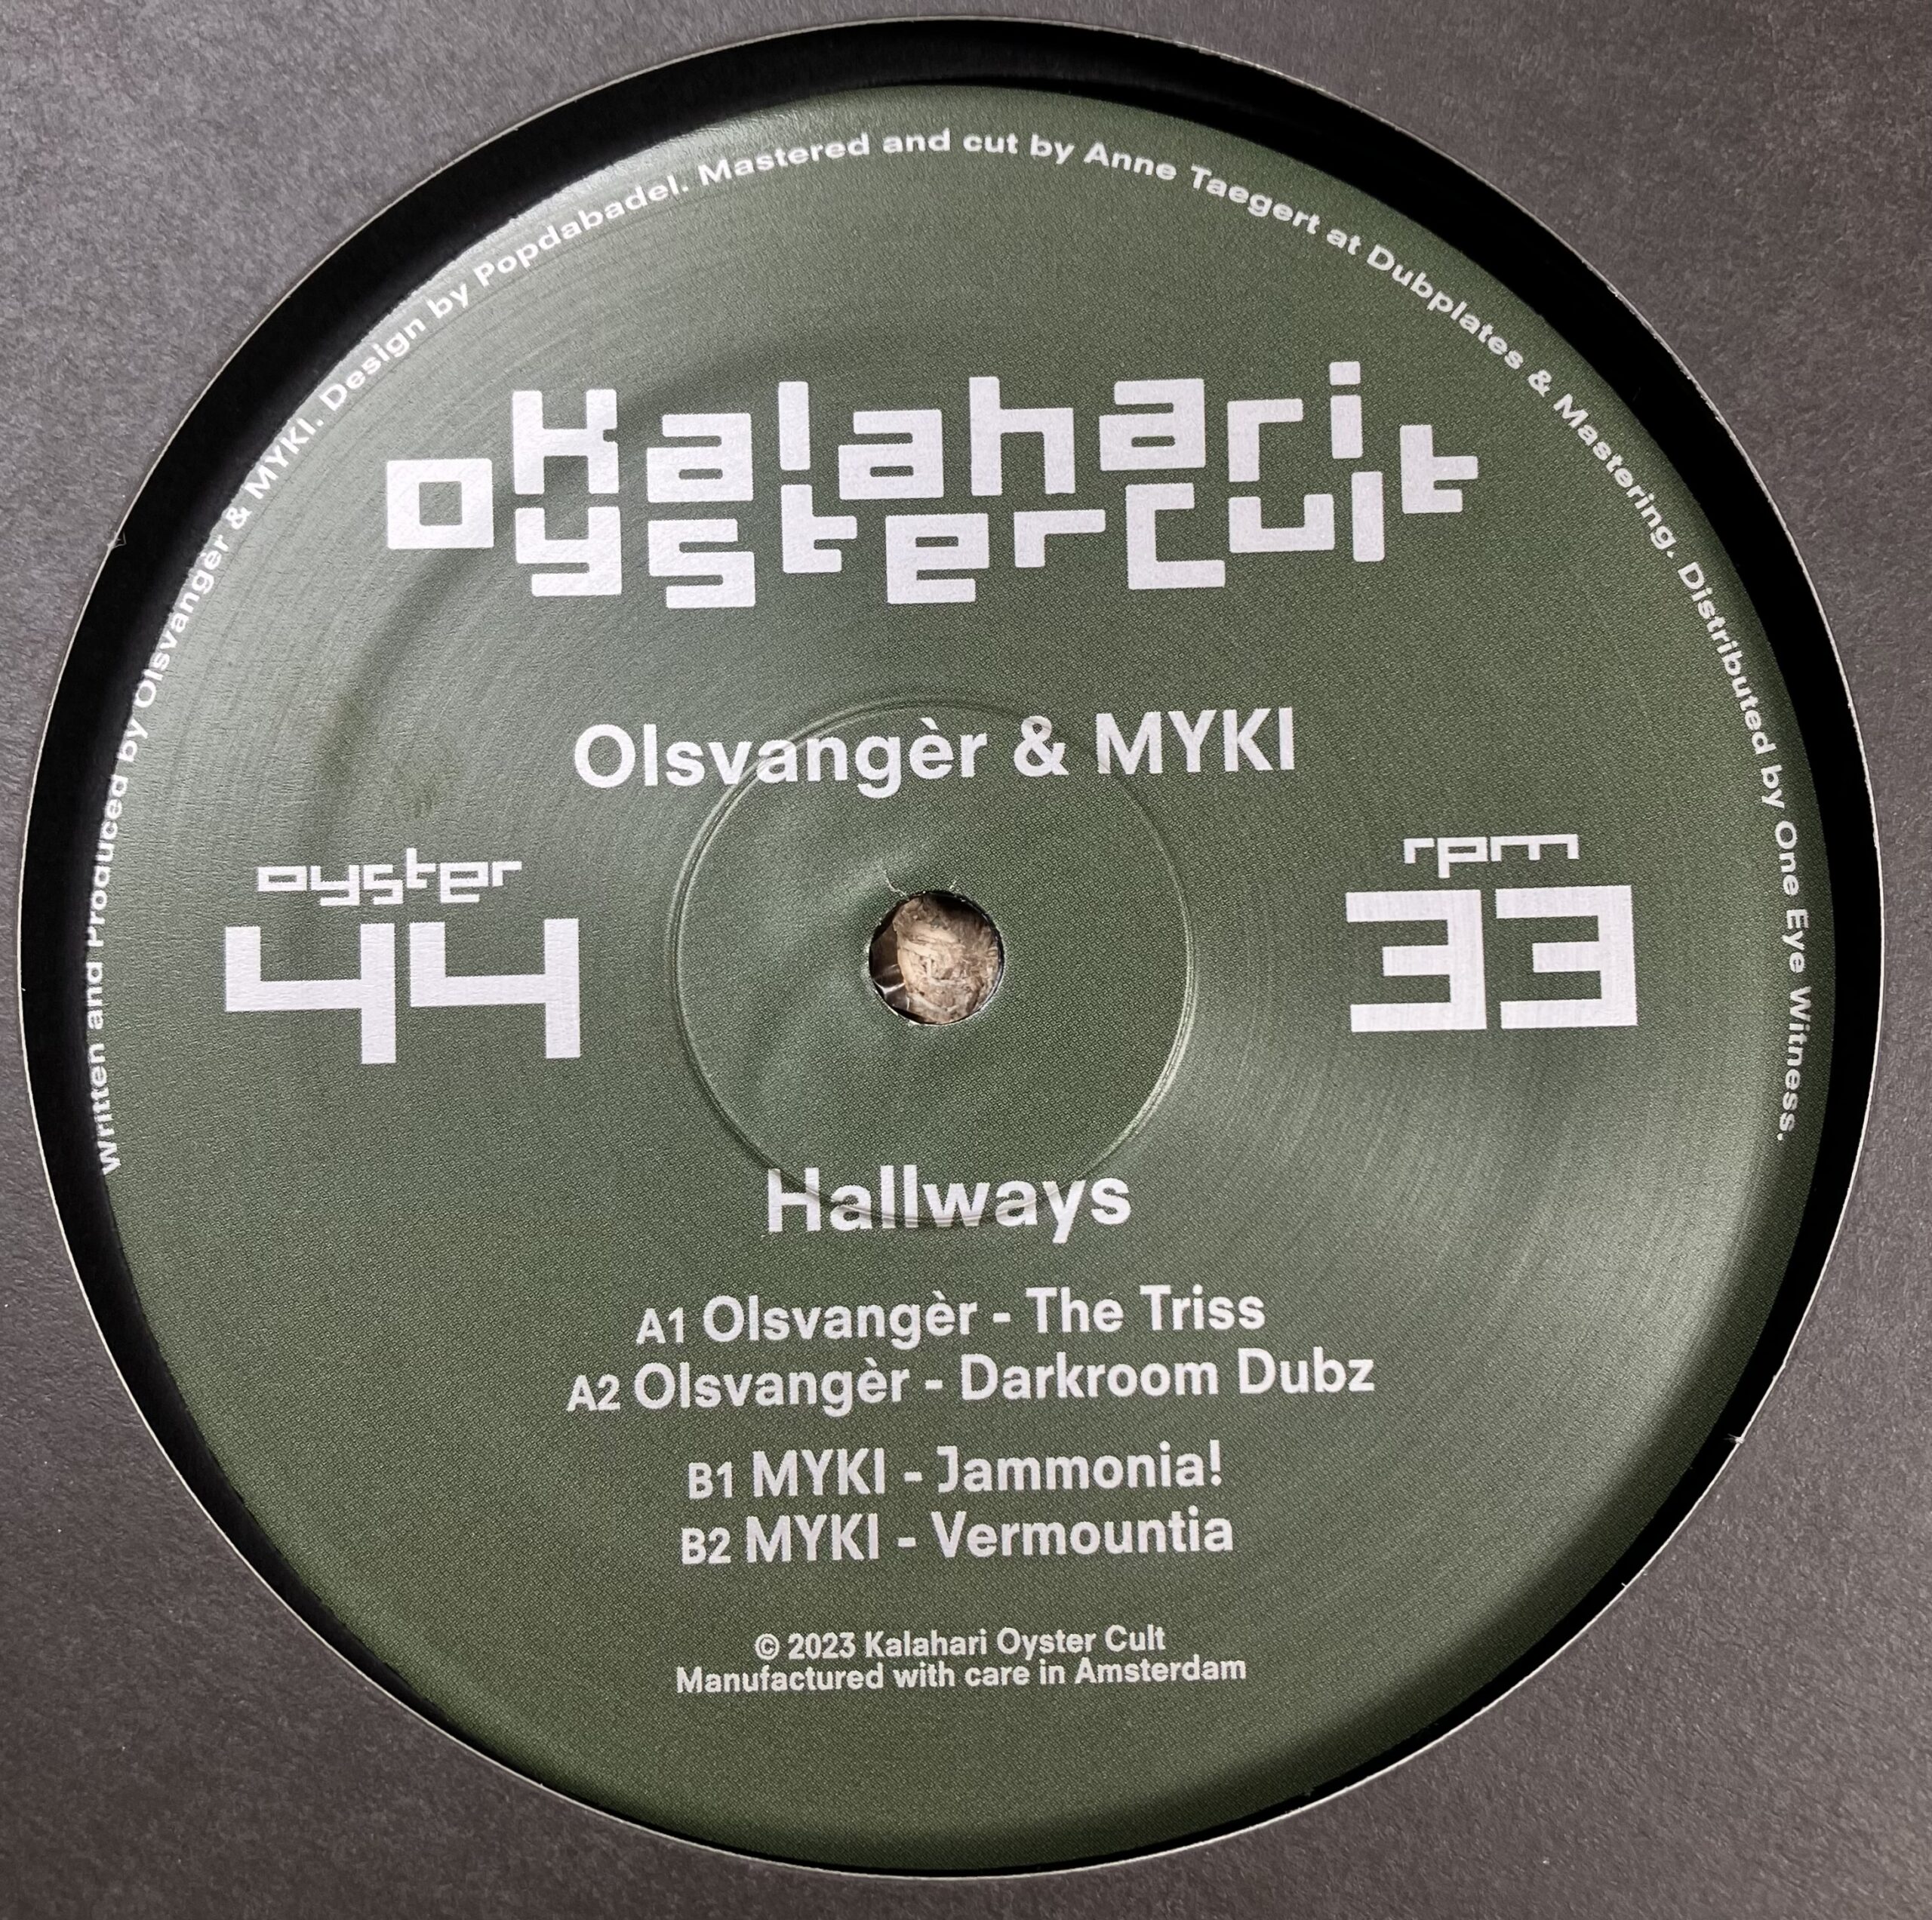 Written and Produced by Olsvangèr & MYKI. Design by Popdabadel. Mastered and cut by Anne Taegert at Dubplates & Mastering. Distributed by One Eye Witness.
Kalahari
oysterCult
Olsvangèr & MYKI
oyster
44
rpm
33
Hallways
A1 Olsvangèr - The Triss
A2 Olsvangèr - Darkroom Dubz
B1 MYKI - Jammonia!
B2 MYKI - Vermountia
© 2023 Kalahari Oyster Cult
Manufactured with care in Amsterdam